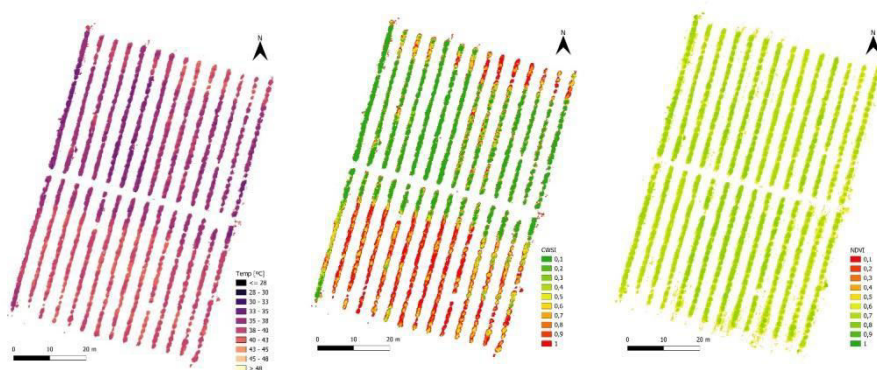 N
Temp (ºC)
<= 28
28 - 30
30 - 33
33 - 35
35 - 38
38 - 40
40 - 43
43 - 45
45 - 48
> 48
0 10 20 m
N
CWSI
0,1
0,2
0,3
0,4
0,5
0,6
0,7
0,8
0,9
1
0 10 20 m
N
NDVI
0,1
0,2
0,3
0,4
0,5
0,6
0,7
0,8
0,9
1
0 10 20 m